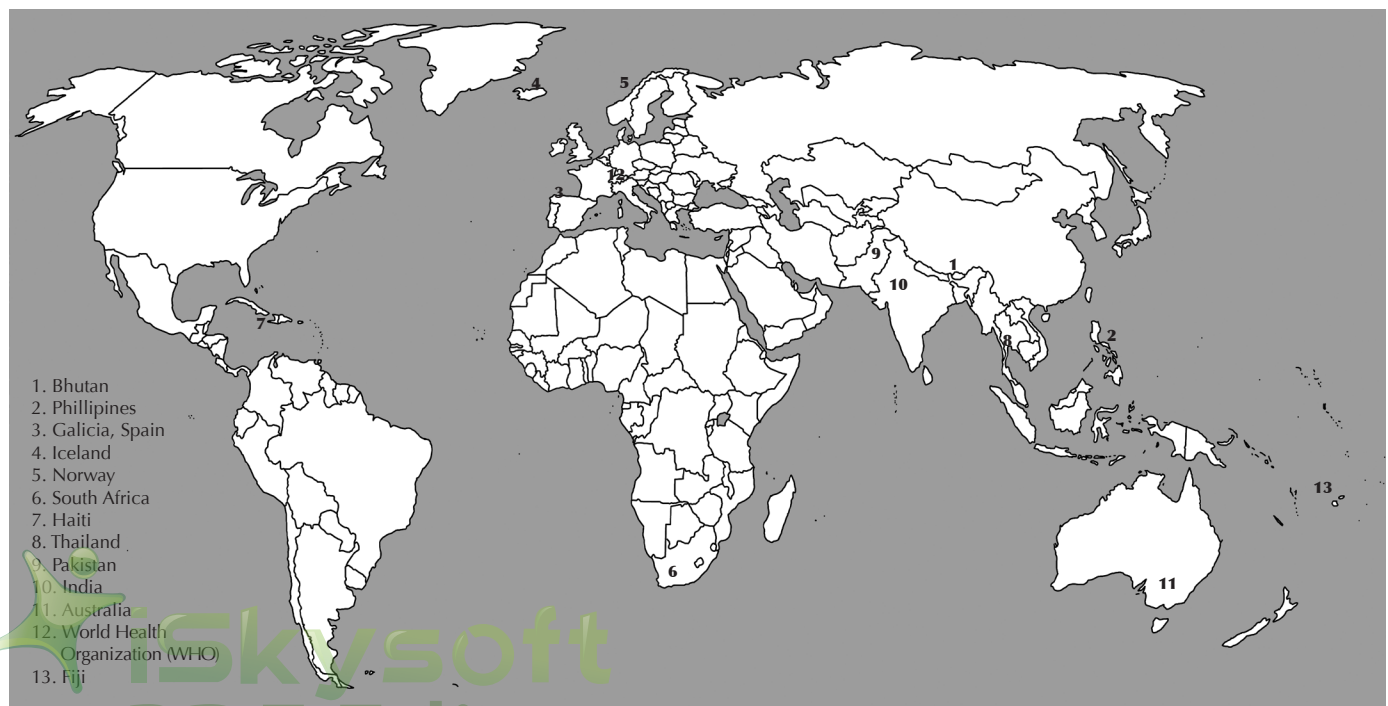 4
5
12
3
9
1
10
7
2
8
1. Bhutan
2. Phillipines
3. Galicia, Spain
4. Iceland
5. Norway
6. South Africa
7. Haiti
8. Thailand
9. Pakistan
10. India
11. Australia
12. World Health
Organization (WHO)
13. Fiji
13
6
11
iSkysoft